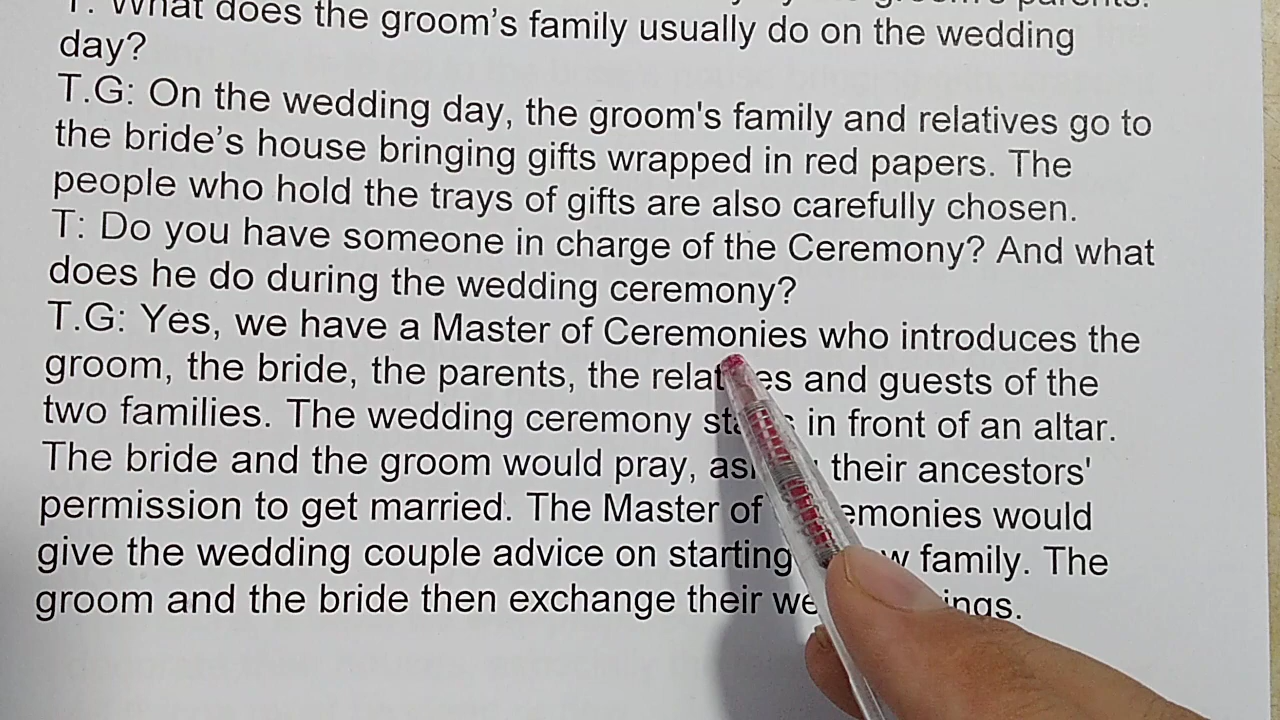 T: What does the groom's family usually do on the wedding
day?
T.G: On the wedding day, the groom's family and relatives go to
the bride's house bringing gifts wrapped in red papers. The
people who hold the trays of gifts are also carefully chosen.
T: Do you have someone in charge of the Ceremony? And what
does he do during the wedding ceremony?
T.G: Yes, we have a Master of Ceremonies who introduces the
groom, the bride, the parents, the relatives and guests of the
two families. The wedding ceremony in front of an altar.
The bride and the groom would pray, their ancestors'
permission to get married. The Master of Ceremonies would
give the wedding couple advice on starting family. The
groom and the bride then exchange their